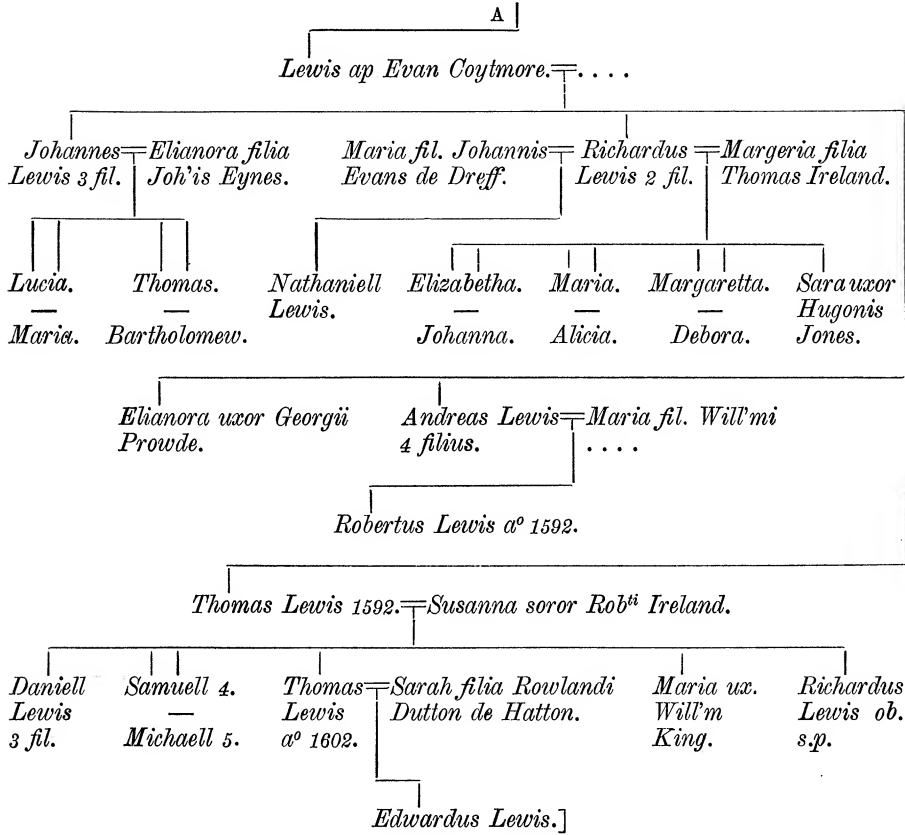 A
Lewis ap Evan Coytmore. = . . . .
Johannes = Elianora filia Maria fil. Johannis = Richardus = Margeria filia
Lewis 3 fil. Joh'is Eynes. Evans de Dreff. Lewis 2 fil. Thomas Ireland.
Lucia. Thomas. Nathaniell Elizabetha. Maria. Margaretta. Sara uxor
— — Lewis. — — — Hugonis
Maria. Bartholomew. Johanna. Alicia. Debora. Jones.
Elianora uxor Georgii Andreas Lewis = Maria fil. Will'mi
Prowde. 4 filius. . . . .
Robertus Lewis aº 1592.
Thomas Lewis 1592. = Susanna soror Robᵗⁱ Ireland.
Daniell Samuell 4. Thomas = Sarah filia Rowlandi Maria ux. Richardus
Lewis — Lewis Dutton de Hatton. Will'm Lewis ob.
3 fil. Michaell 5. aº 1602. King. s.p.
Edwardus Lewis.]